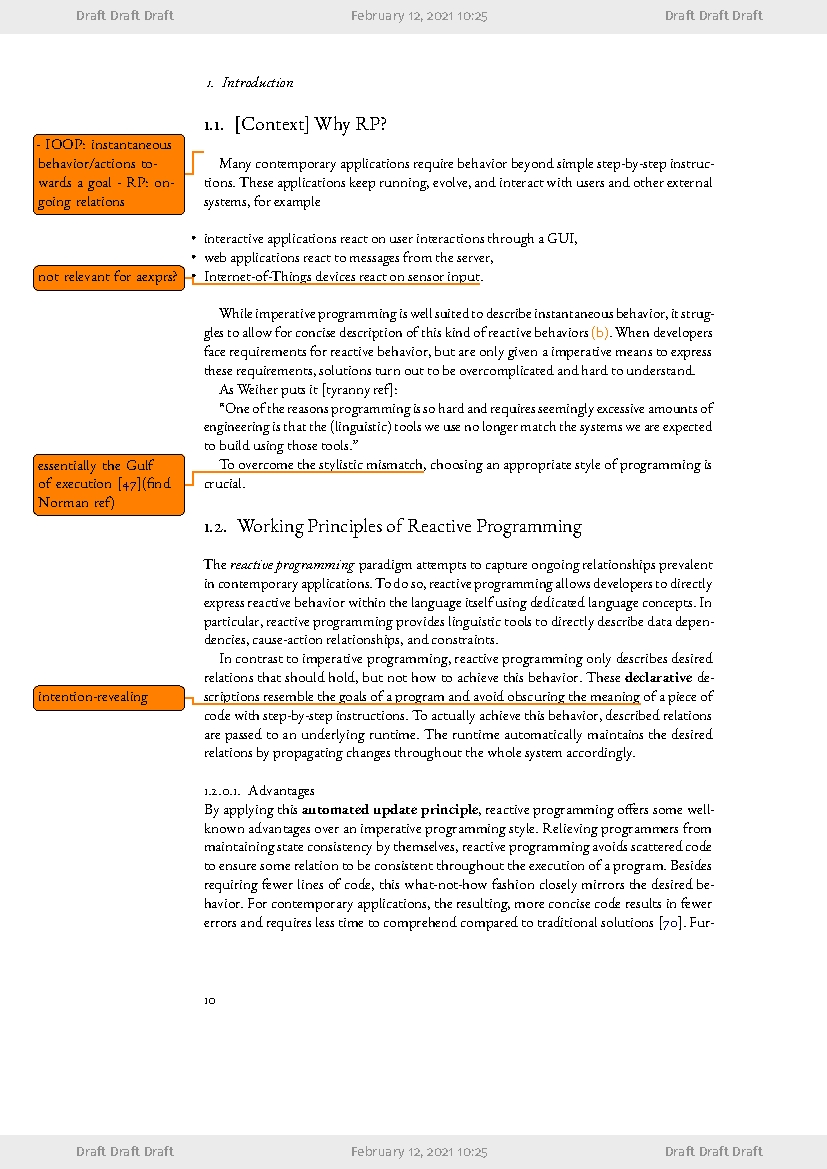 Draft Draft Draft February 12, 2021 10:25 Draft Draft Draft
1. Introduction
1.1. [Context] Why RP?
- IOOP: instantaneous
behavior/actions to-
wards a goal - RP: on-
going relations
Many contemporary applications require behavior beyond simple step-by-step instruc-
tions. These applications keep running, evolve, and interact with users and other external
systems, for example
• interactive applications react on user interactions through a GUI,
• web applications react to messages from the server,
not relevant for aexprs?
• Internet-of-Things devices react on sensor input.
While imperative programming is well suited to describe instantaneous behavior, it strug-
gles to allow for concise description of this kind of reactive behaviors (b). When developers
face requirements for reactive behavior, but are only given a imperative means to express
these requirements, solutions turn out to be overcomplicated and hard to understand.
As Weiher puts it [tyranny ref]:
“One of the reasons programming is so hard and requires seemingly excessive amounts of
engineering is that the (linguistic) tools we use no longer match the systems we are expected
to build using those tools.”
essentially the Gulf
of execution [47](find
Norman ref)
To overcome the stylistic mismatch, choosing an appropriate style of programming is
crucial.
1.2. Working Principles of Reactive Programming
The reactive programming paradigm attempts to capture ongoing relationships prevalent
in contemporary applications. To do so, reactive programming allows developers to directly
express reactive behavior within the language itself using dedicated language concepts. In
particular, reactive programming provides linguistic tools to directly describe data depen-
dencies, cause-action relationships, and constraints.
In contrast to imperative programming, reactive programming only describes desired
relations that should hold, but not how to achieve this behavior. These declarative de-
intention-revealing
scriptions resemble the goals of a program and avoid obscuring the meaning of a piece of
code with step-by-step instructions. To actually achieve this behavior, described relations
are passed to an underlying runtime. The runtime automatically maintains the desired
relations by propagating changes throughout the whole system accordingly.
1.2.0.1. Advantages
By applying this automated update principle, reactive programming offers some well-
known advantages over an imperative programming style. Relieving programmers from
maintaining state consistency by themselves, reactive programming avoids scattered code
to ensure some relation to be consistent throughout the execution of a program. Besides
requiring fewer lines of code, this what-not-how fashion closely mirrors the desired be-
havior. For contemporary applications, the resulting, more concise code results in fewer
errors and requires less time to comprehend compared to traditional solutions [70]. Fur-
10
Draft Draft Draft February 12, 2021 10:25 Draft Draft Draft